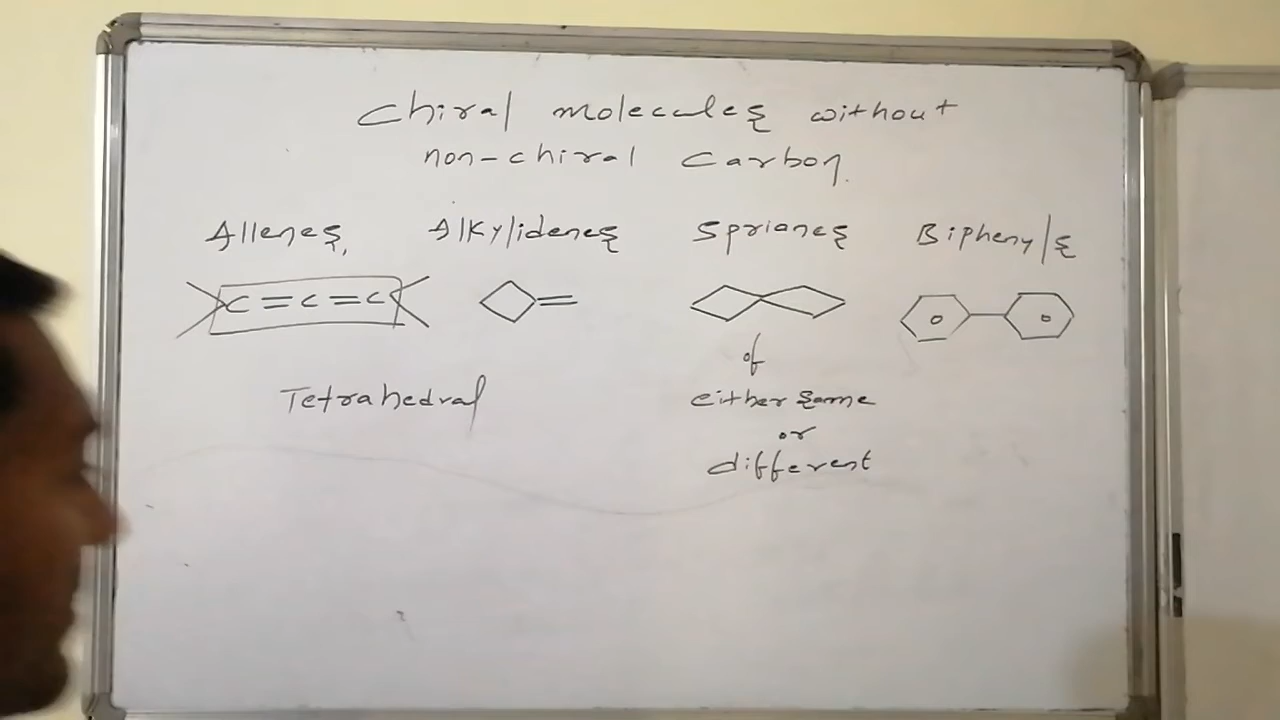 Chiral molecules without
non-chiral Carbon.
Allenes, Alkylidenes Sprianes Biphenyls
C=C=C
of
Tetrahedral either same
or
different